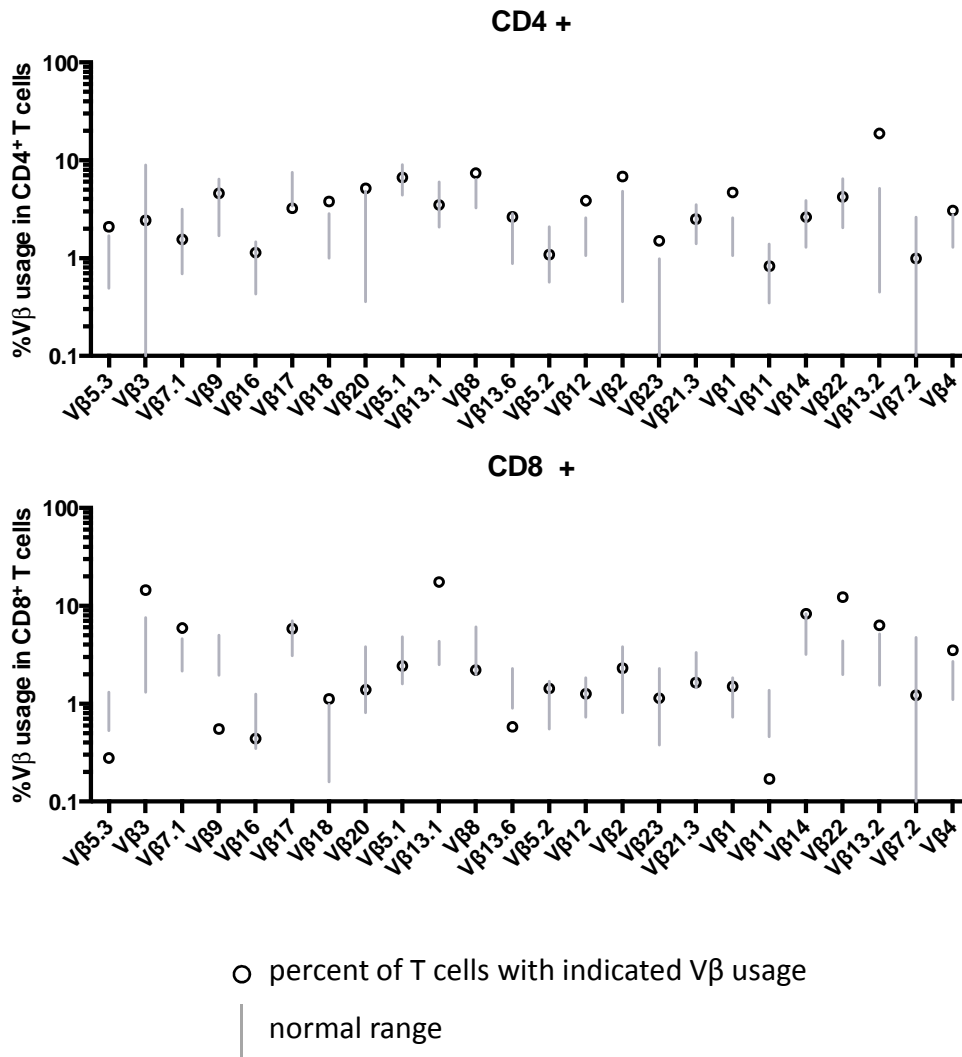 CD4 +
%Vβ usage in CD4⁺ T cells
100
10
1
0.1
Vβ5.3
Vβ3
Vβ7.1
Vβ9
Vβ16
Vβ17
Vβ18
Vβ20
Vβ5.1
Vβ13.1
Vβ8
Vβ13.6
Vβ5.2
Vβ12
Vβ2
Vβ23
Vβ21.3
Vβ1
Vβ11
Vβ14
Vβ22
Vβ13.2
Vβ7.2
Vβ4
CD8 +
%Vβ usage in CD8⁺ T cells
100
10
1
0.1
Vβ5.3
Vβ3
Vβ7.1
Vβ9
Vβ16
Vβ17
Vβ18
Vβ20
Vβ5.1
Vβ13.1
Vβ8
Vβ13.6
Vβ5.2
Vβ12
Vβ2
Vβ23
Vβ21.3
Vβ1
Vβ11
Vβ14
Vβ22
Vβ13.2
Vβ7.2
Vβ4
percent of T cells with indicated Vβ usage
normal range